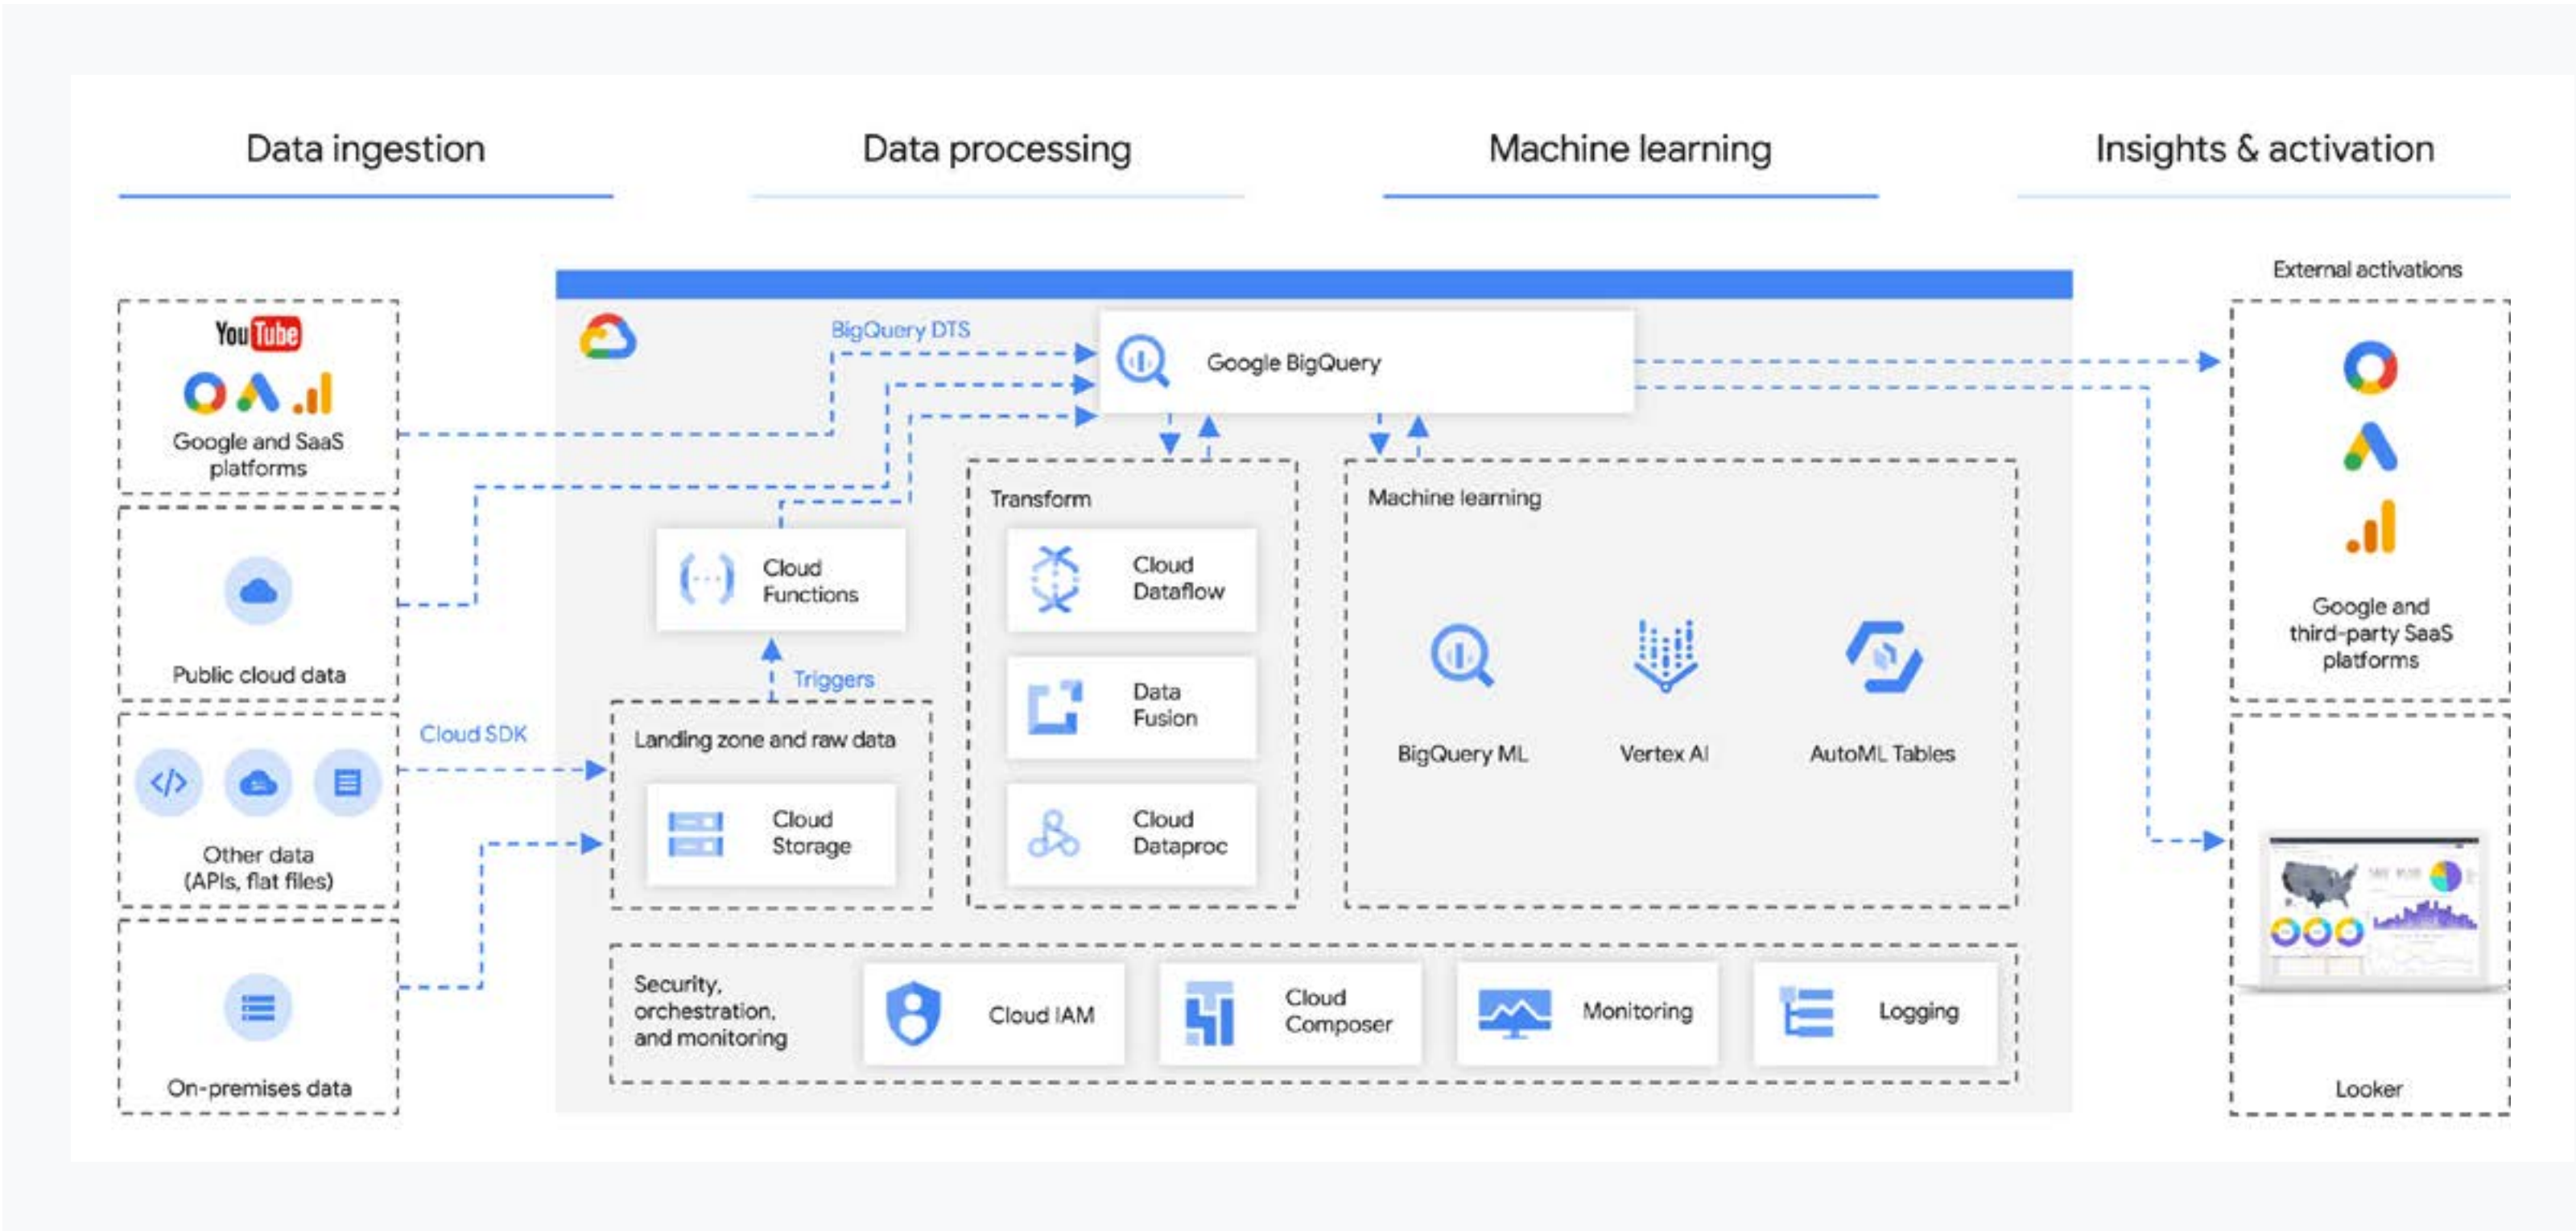 Data ingestion
Data processing
Machine learning
Insights & activation
External activations
YouTube
Google and SaaS
platforms
Public cloud data
Cloud SDK
Other data
(APIs, flat files)
On-premises data
BigQuery DTS
Google BigQuery
Cloud
Functions
Triggers
Landing zone and raw data
Cloud
Storage
Transform
Cloud
Dataflow
Data
Fusion
Cloud
Dataproc
Machine learning
BigQuery ML
Vertex AI
AutoML Tables
Security,
orchestration,
and monitoring
Cloud IAM
Cloud
Composer
Monitoring
Logging
Google and
third-party SaaS
platforms
Looker